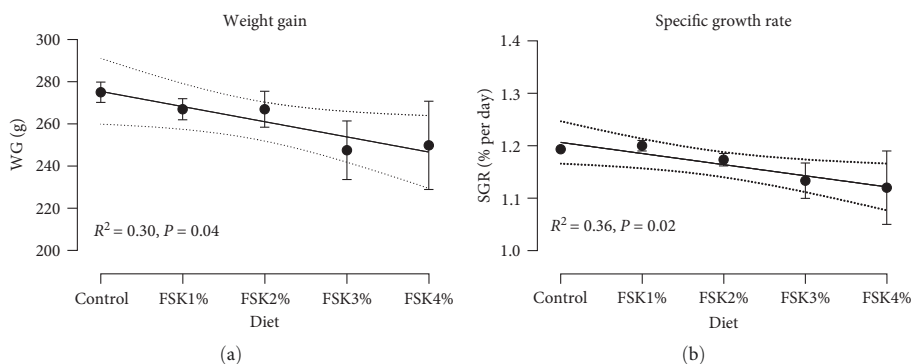 Weight gain
300
280
260
240
220
200
WG (g)
R² = 0.30, P = 0.04
Control FSK1% FSK2% FSK3% FSK4%
Diet
(a)
Specific growth rate
1.4
1.3
1.2
1.1
1.0
SGR (% per day)
R² = 0.36, P = 0.02
Control FSK1% FSK2% FSK3% FSK4%
Diet
(b)